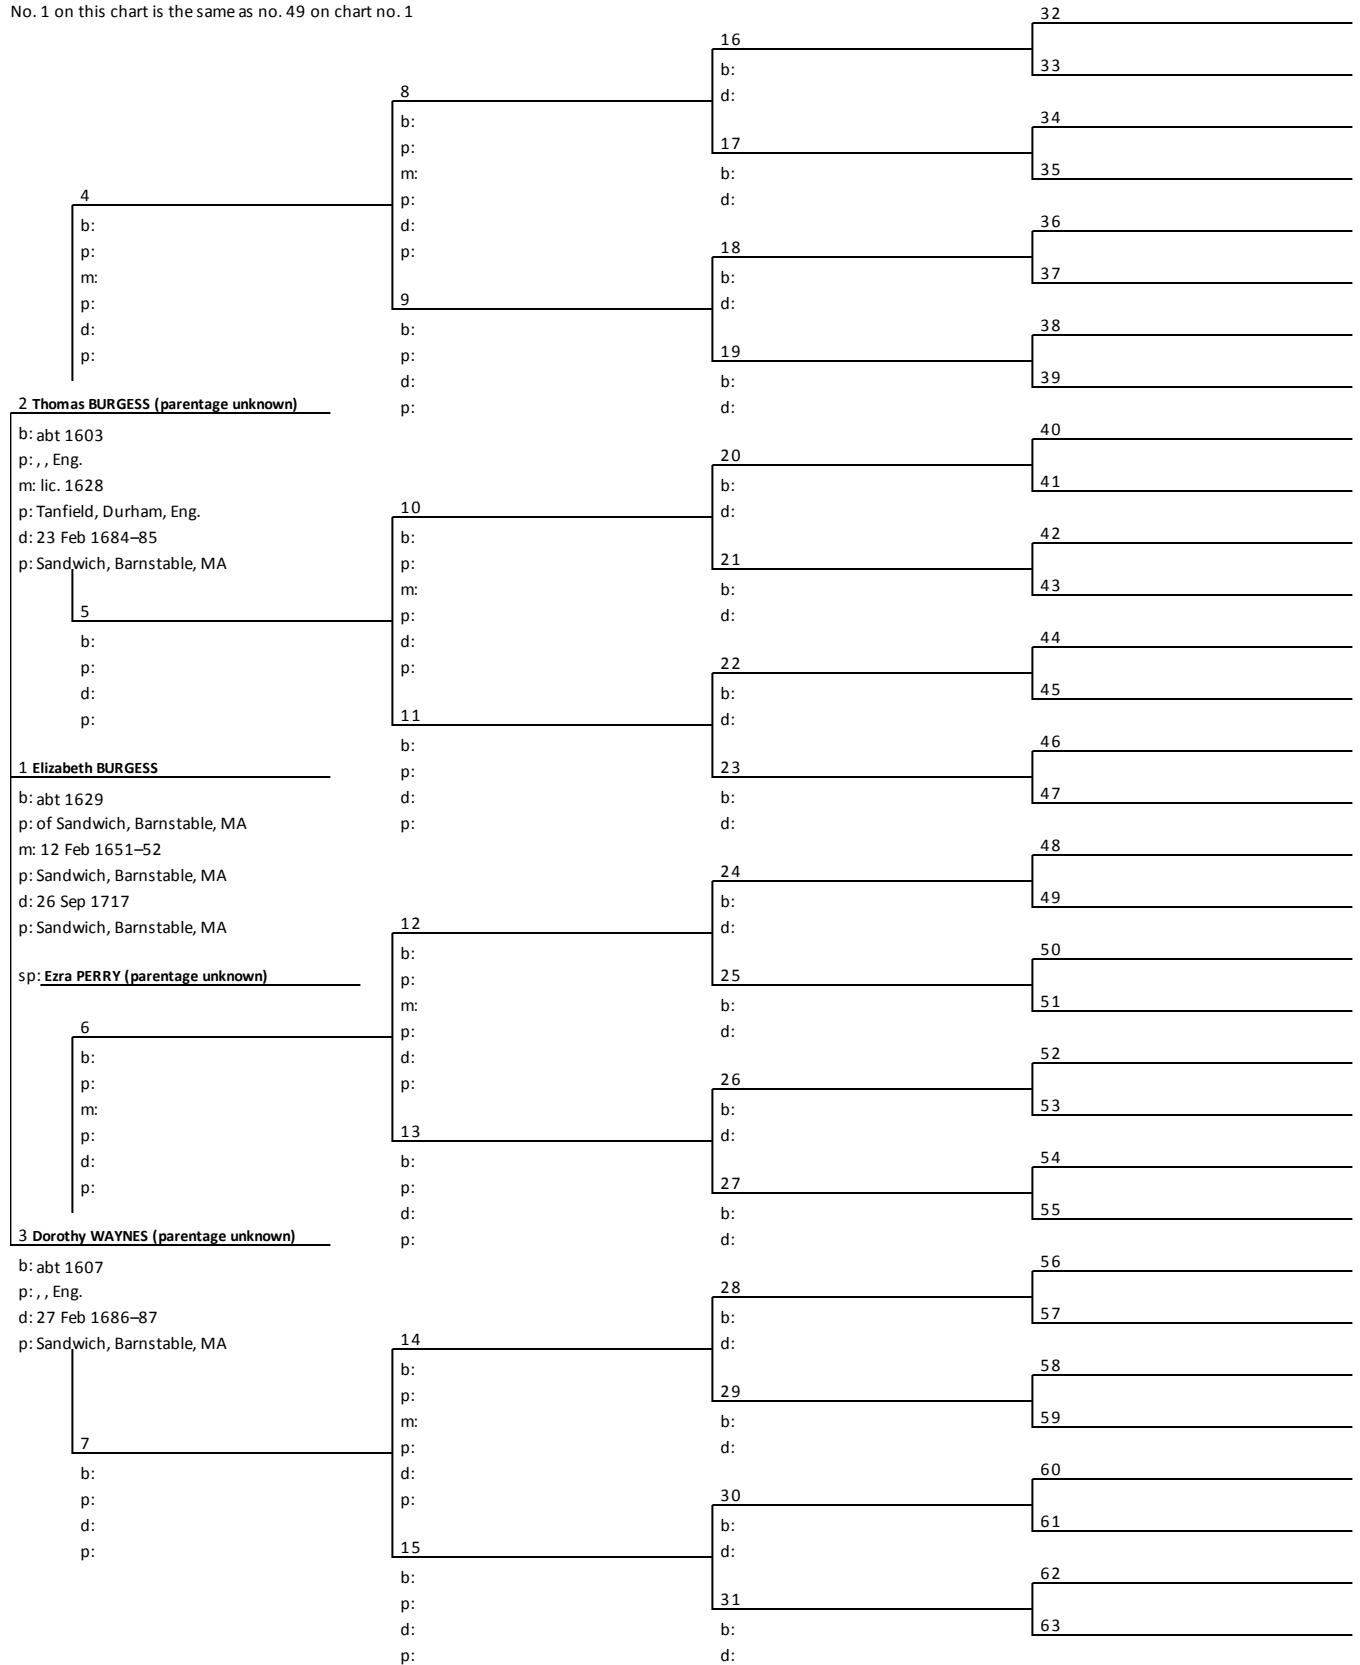 No. 1 on this chart is the same as no. 49 on chart no. 1
4
b:
p:
m:
p:
d:
p:
2 Thomas BURGESS (parentage unknown)
b: abt 1603
p: , , Eng.
m: lic. 1628
p: Tanfield, Durham, Eng.
d: 23 Feb 1684–85
p: Sandwich, Barnstable, MA
5
b:
p:
d:
p:
1 Elizabeth BURGESS
b: abt 1629
p: of Sandwich, Barnstable, MA
m: 12 Feb 1651–52
p: Sandwich, Barnstable, MA
d: 26 Sep 1717
p: Sandwich, Barnstable, MA
sp: Ezra PERRY (parentage unknown)
6
b:
p:
m:
p:
d:
p:
3 Dorothy WAYNES (parentage unknown)
b: abt 1607
p: , , Eng.
d: 27 Feb 1686–87
p: Sandwich, Barnstable, MA
7
b:
p:
d:
p:
8
b:
p:
m:
p:
d:
p:
9
b:
p:
d:
p:
10
b:
p:
m:
p:
d:
p:
11
b:
p:
d:
p:
12
b:
p:
m:
p:
d:
p:
13
b:
p:
d:
p:
14
b:
p:
m:
p:
d:
p:
15
b:
p:
d:
p:
16
b:
d:
17
b:
d:
18
b:
d:
19
b:
d:
20
b:
d:
21
b:
d:
22
b:
d:
23
b:
d:
24
b:
d:
25
b:
d:
26
b:
d:
27
b:
d:
28
b:
d:
29
b:
d:
30
b:
d:
31
b:
d:
32
33
34
35
36
37
38
39
40
41
42
43
44
45
46
47
48
49
50
51
52
53
54
55
56
57
58
59
60
61
62
63